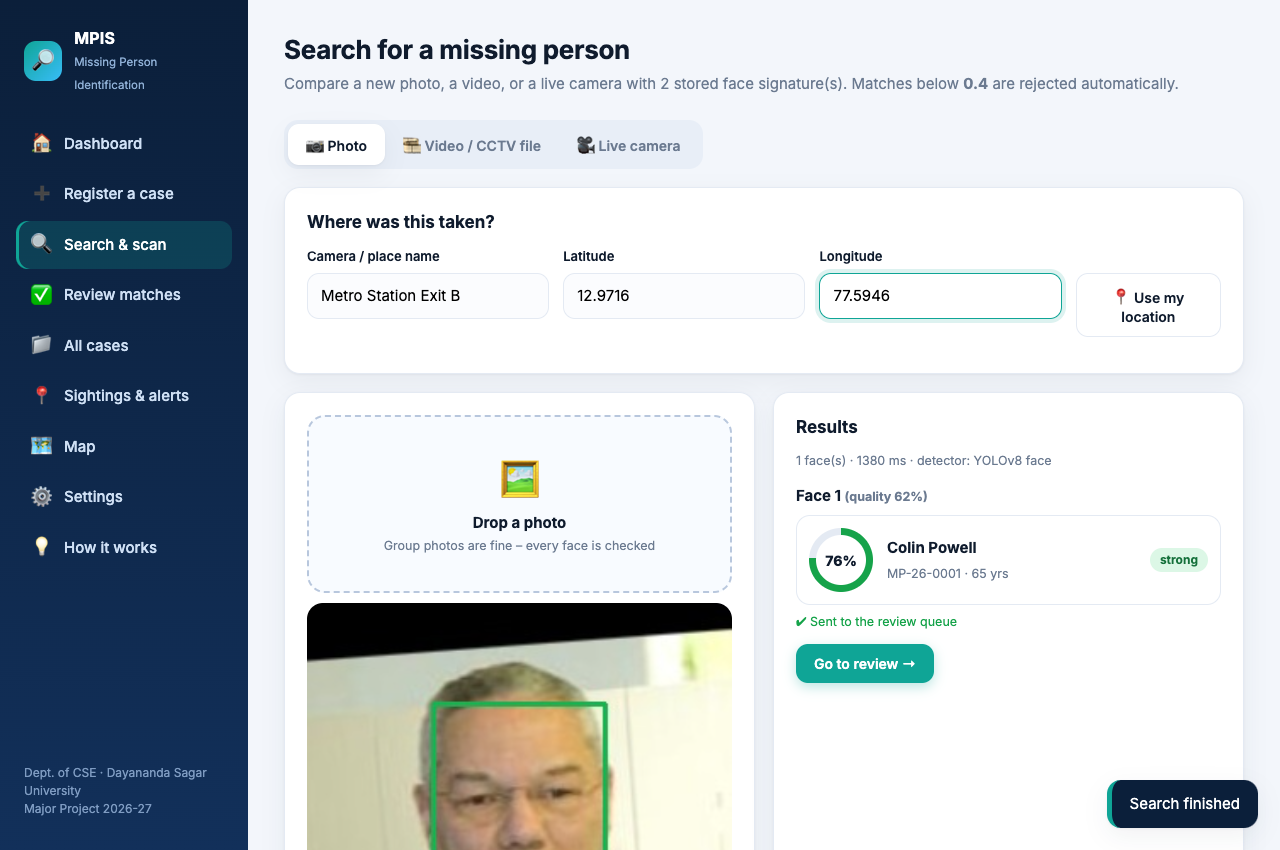 MPIS
Missing Person
Identification
Dashboard
Register a case
Search & scan
Review matches
All cases
Sightings & alerts
Map
Settings
How it works
Dept. of CSE · Dayananda Sagar
University
Major Project 2026-27
Search for a missing person
Compare a new photo, a video, or a live camera with 2 stored face signature(s). Matches below 0.4 are rejected automatically.
Photo
Video / CCTV file
Live camera
Where was this taken?
Camera / place name
Latitude
Longitude
Metro Station Exit B
12.9716
77.5946
Use my
location
Drop a photo
Group photos are fine – every face is checked
Results
1 face(s) · 1380 ms · detector: YOLOv8 face
Face 1 (quality 62%)
76%
Colin Powell
MP-26-0001 · 65 yrs
strong
✔ Sent to the review queue
Go to review →
Search finished